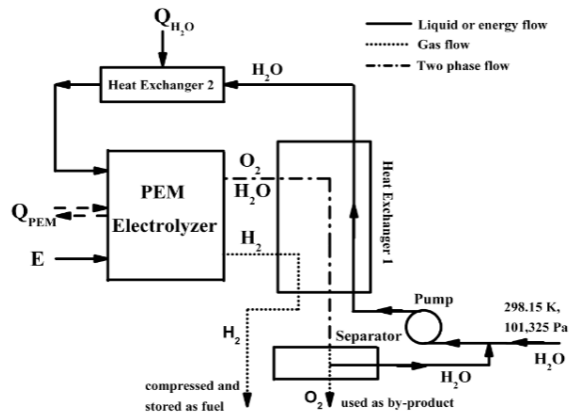 Q_H₂O
Liquid or energy flow
Gas flow
Two phase flow
H₂O
Heat Exchanger 2
O₂
H₂O
PEM
Electrolyzer
Q_PEM
H₂
E
Heat Exchanger 1
Pump
298.15 K,
101,325 Pa
H₂O
Separator
H₂
H₂O
compressed and
stored as fuel
O₂
used as by-product